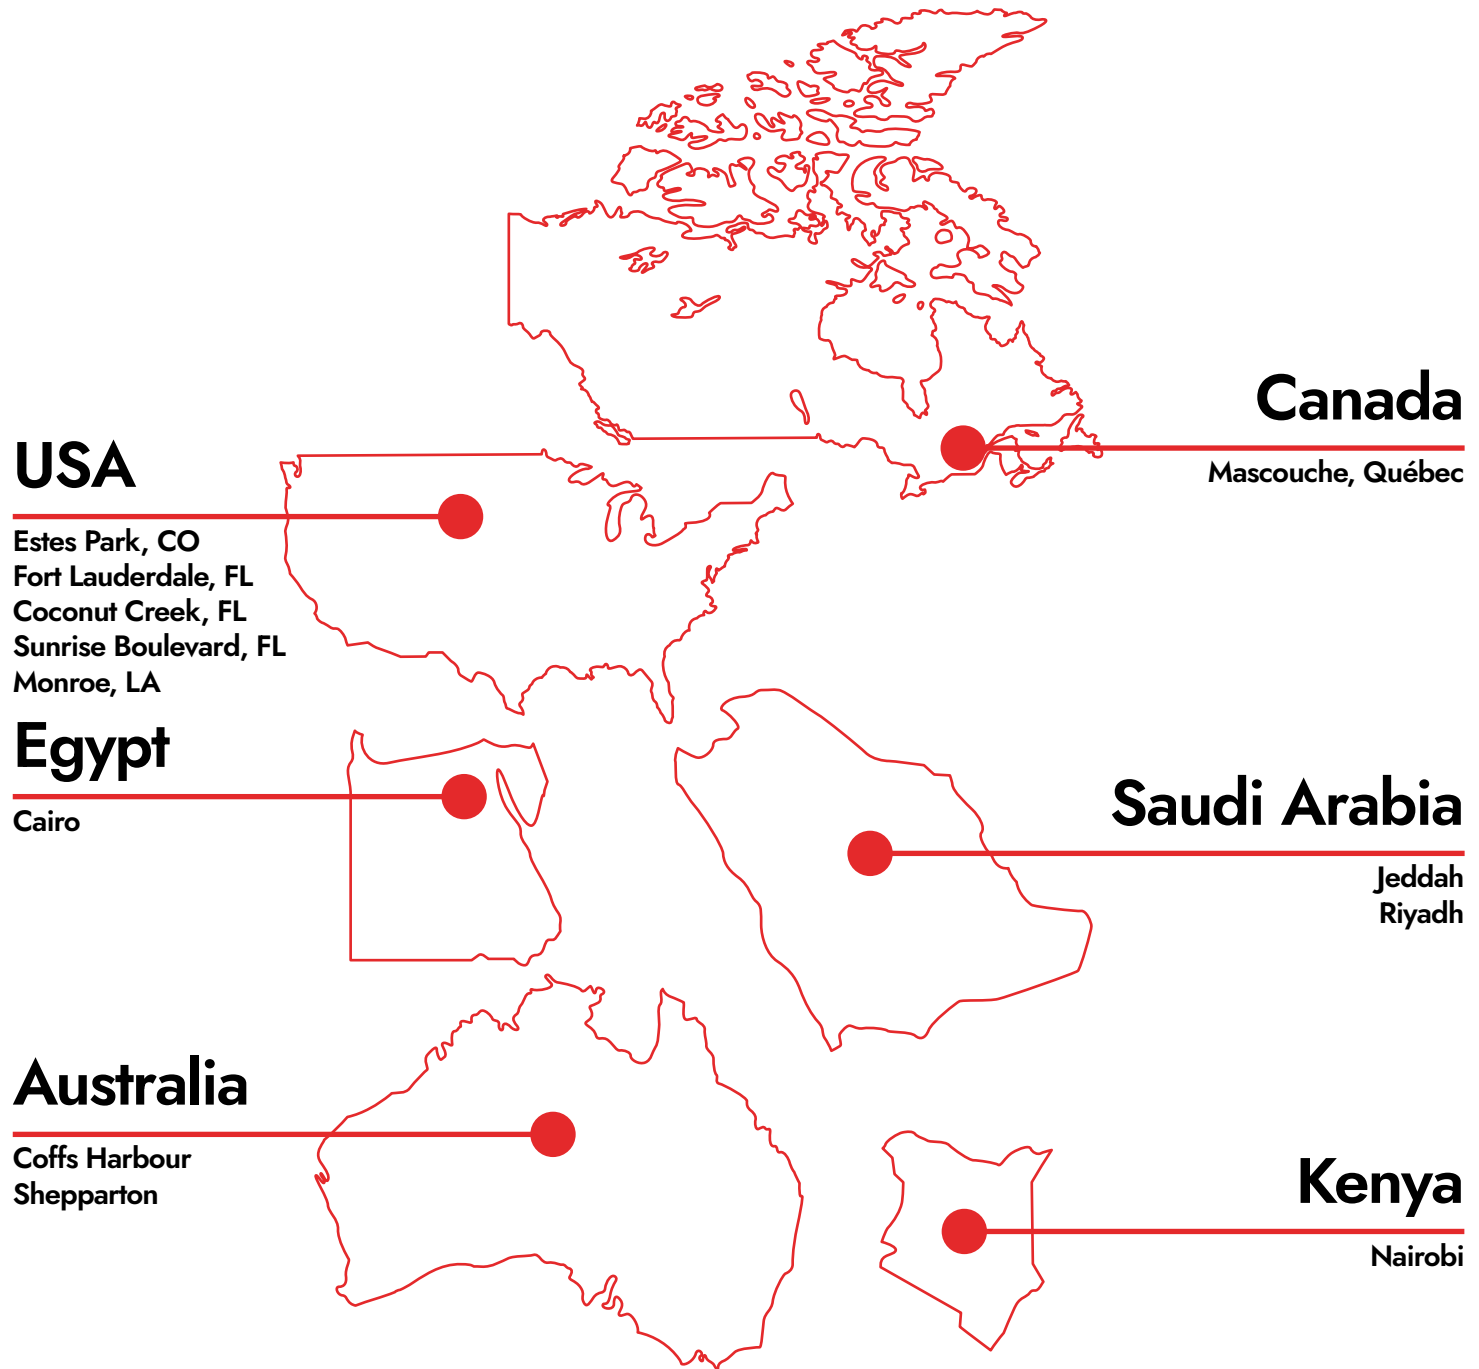 Canada
Mascouche, Québec
USA
Estes Park, CO
Fort Lauderdale, FL
Coconut Creek, FL
Sunrise Boulevard, FL
Monroe, LA
Egypt
Cairo
Saudi Arabia
Jeddah
Riyadh
Australia
Coffs Harbour
Shepparton
Kenya
Nairobi